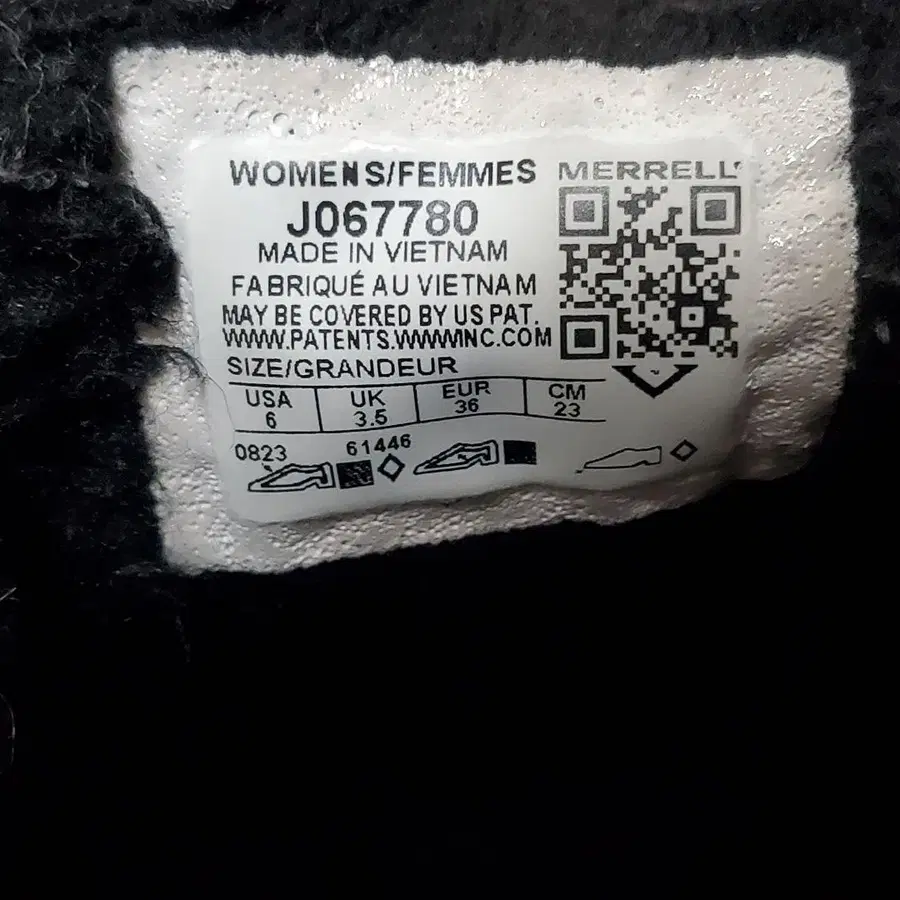 WOMENS/FEMMES
MERRELL
J067780
MADE IN VIETNAM
FABRIQUÉ AU VIETNAM
MAY BE COVERED BY US PAT.
WWW.PATENTS.WWWINC.COM
SIZE/GRANDEUR
USA UK EUR CM
6 3.5 36 23
0823 61446